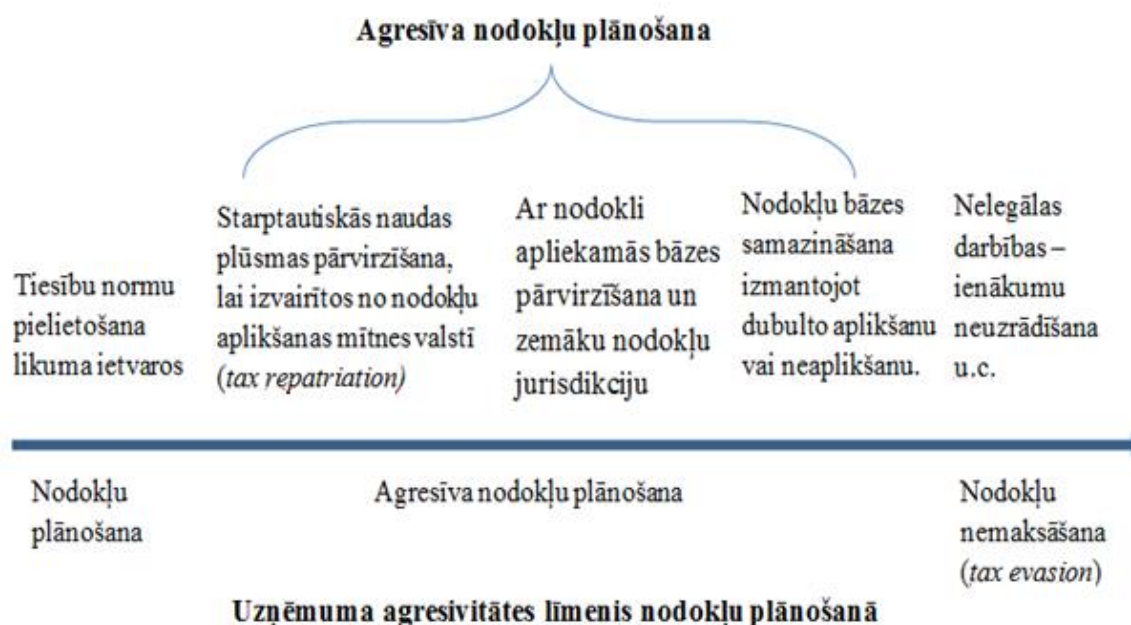 Agresīva nodokļu plānošana
Tiesību normu
pielietošana
likuma ietvaros
Starptautiskās naudas
plūsmas pārvirzīšana,
lai izvairītos no nodokļu
aplikšanas mītnes valstī
(tax repatriation)
Ar nodokli
apliekamās bāzes
pārvirzīšana un
zemāku nodokļu
jurisdikciju
Nodokļu bāzes
samazināšana
izmantojot
dubulto aplikšanu
vai neaplikšanu.
Nelegālas
darbības –
ienākumu
neuzrādīšana
u.c.
Nodokļu
plānošana
Agresīva nodokļu plānošana
Nodokļu
nemaksāšana
(tax evasion)
Uzņēmuma agresivitātes līmenis nodokļu plānošanā